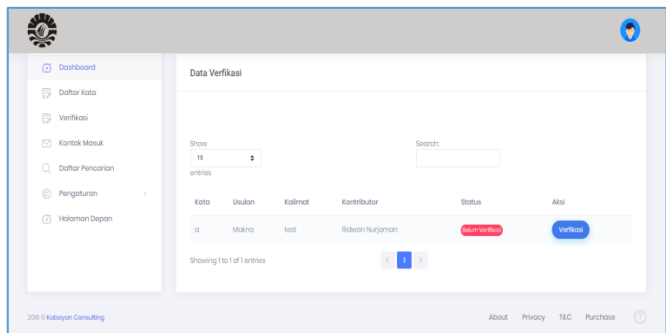 Dashboard
Daftar Kata
Verifikasi
Kontak Masuk
Daftar Pencarian
Pengaturan
Halaman Depan
Data Verfikasi
Show
10
entries
Search:
Kata Usulan Kalimat Kontributor Status Aksi
a Makna test Ridwan Nurjaman Belum Verifikasi Verfikasi
Showing 1 to 1 of 1 entries
1
2019 © Kabayan Consulting
About Privacy T&C Purchase